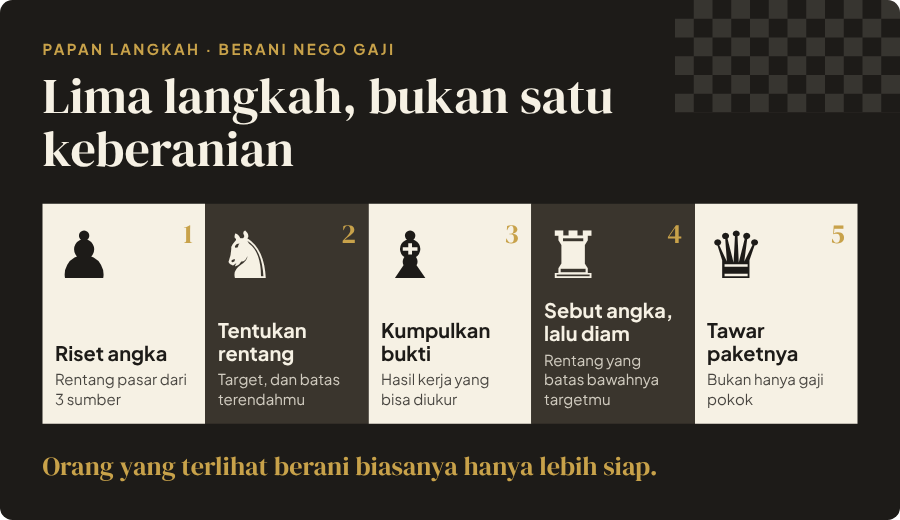 PAPAN LANGKAH · BERANI NEGO GAJI
Lima langkah, bukan satu
keberanian
1
Riset angka
Rentang pasar dari
3 sumber
2
Tentukan
rentang
Target, dan batas
terendahmu
3
Kumpulkan
bukti
Hasil kerja yang
bisa diukur
4
Sebut angka,
lalu diam
Rentang yang
batas bawahnya
targetmu
5
Tawar
paketnya
Bukan hanya gaji
pokok
Orang yang terlihat berani biasanya hanya lebih siap.